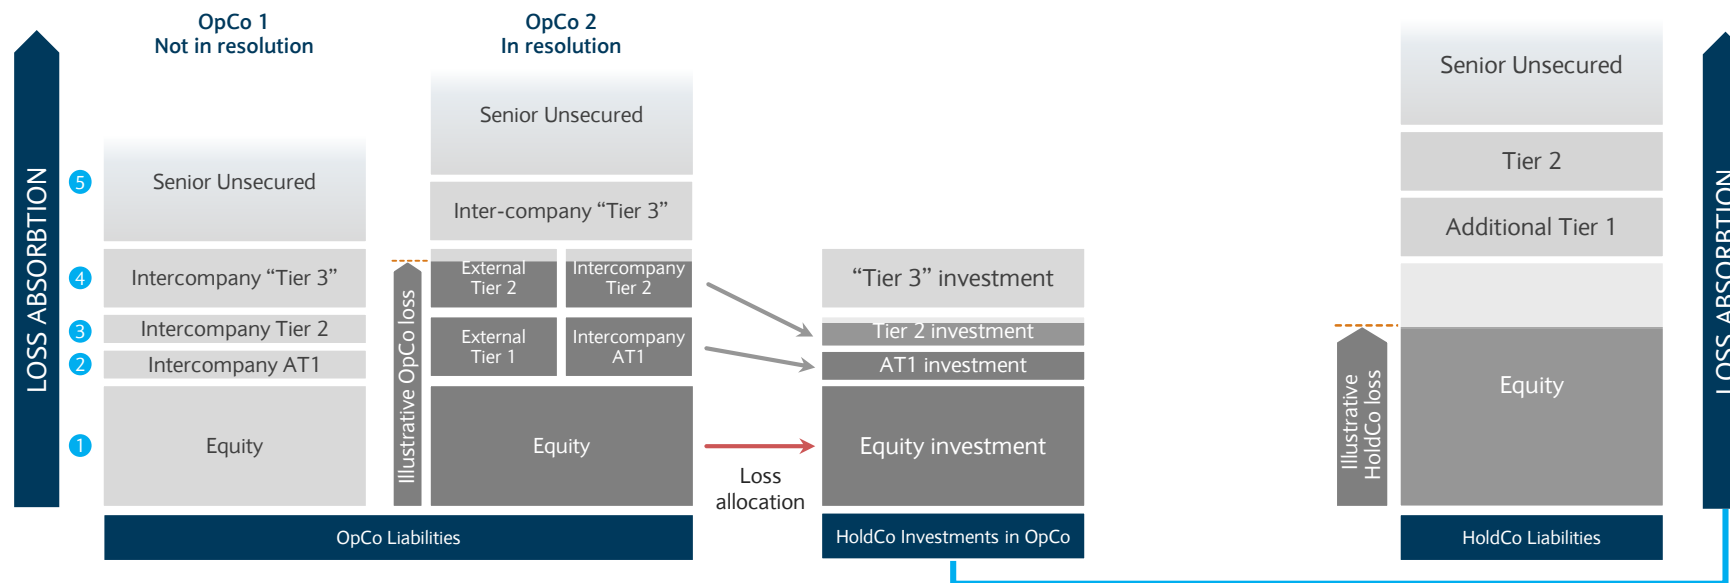 OpCo 1
Not in resolution
OpCo 2
In resolution
LOSS ABSORBTION
5
4
3
2
1
Senior Unsecured
Intercompany “Tier 3”
Intercompany Tier 2
Intercompany AT1
Equity
Illustrative OpCo loss
Senior Unsecured
Inter-company “Tier 3”
External
Tier 2
Intercompany
Tier 2
External
Tier 1
Intercompany
AT1
Equity
OpCo Liabilities
Loss
allocation
“Tier 3” investment
Tier 2 investment
AT1 investment
Equity investment
HoldCo Investments in OpCo
Illustrative
HoldCo loss
Senior Unsecured
Tier 2
Additional Tier 1
Equity
HoldCo Liabilities
LOSS ABSORBTION